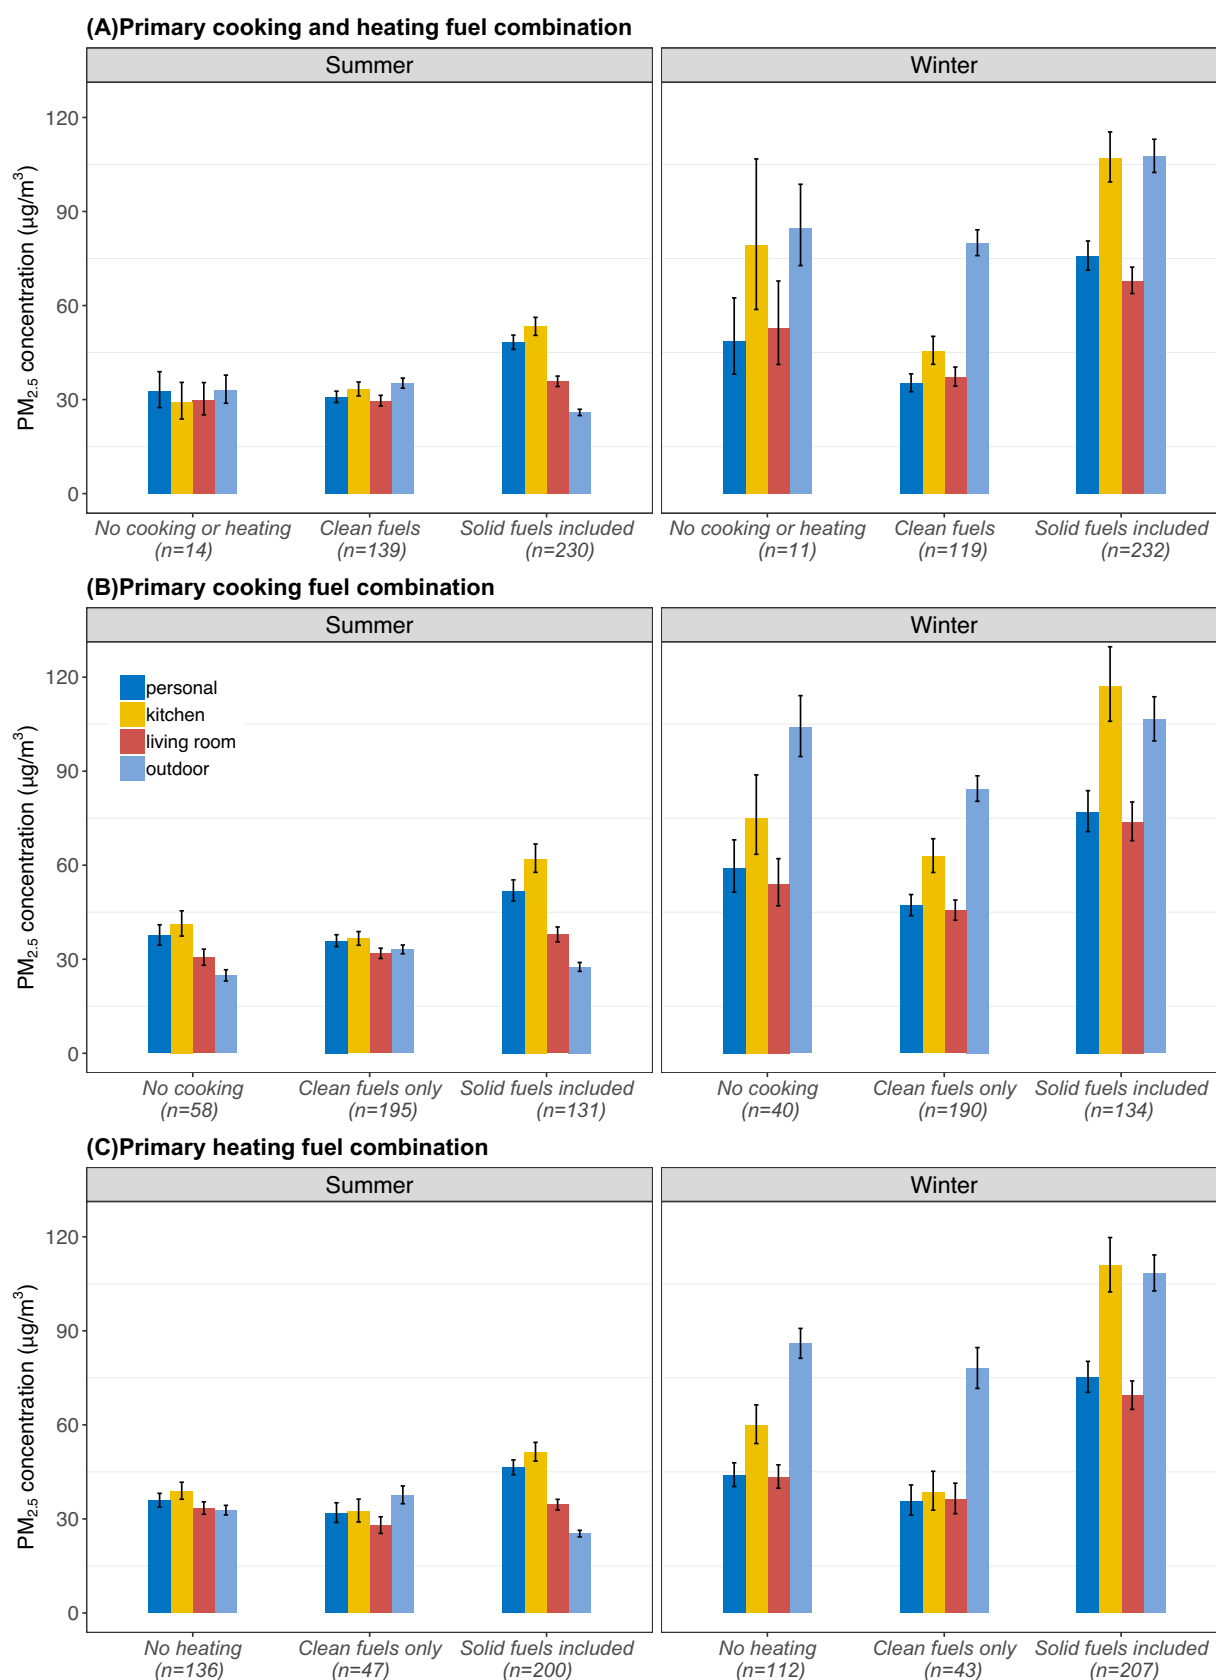 (A)Primary cooking and heating fuel combination
Summer
Winter
PM2.5 concentration (µg/m³)
120
90
60
30
0
No cooking or heating
(n=14)
Clean fuels
(n=139)
Solid fuels included
(n=230)
No cooking or heating
(n=11)
Clean fuels
(n=119)
Solid fuels included
(n=232)
(B)Primary cooking fuel combination
Summer
Winter
PM2.5 concentration (µg/m³)
120
90
60
30
0
personal
kitchen
living room
outdoor
No cooking
(n=58)
Clean fuels only
(n=195)
Solid fuels included
(n=131)
No cooking
(n=40)
Clean fuels only
(n=190)
Solid fuels included
(n=134)
(C)Primary heating fuel combination
Summer
Winter
PM2.5 concentration (µg/m³)
120
90
60
30
0
No heating
(n=136)
Clean fuels only
(n=47)
Solid fuels included
(n=200)
No heating
(n=112)
Clean fuels only
(n=43)
Solid fuels included
(n=207)